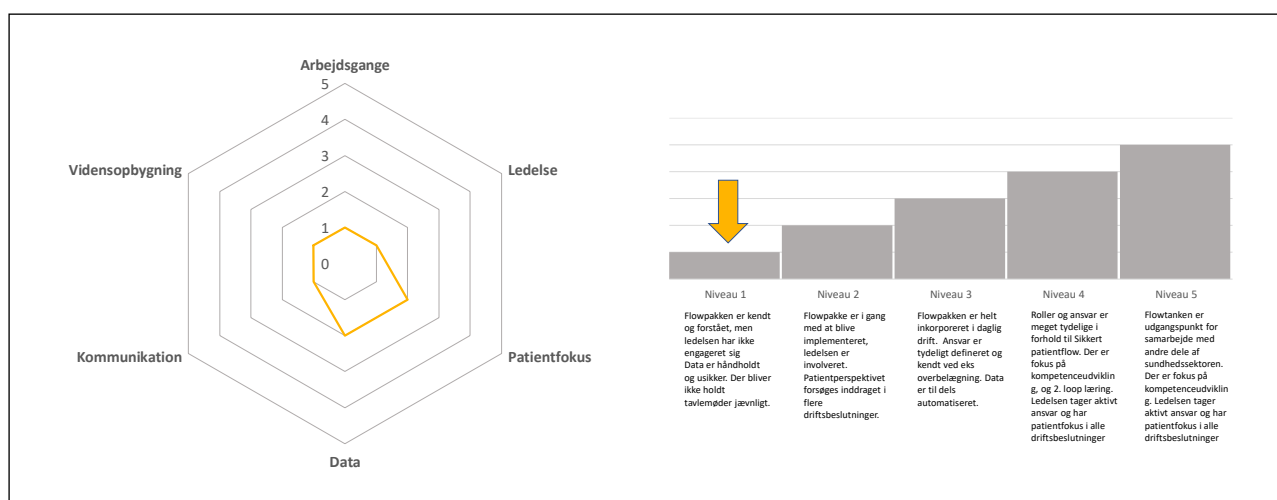 Arbejdsgange
5
4
3
2
1
0
Vidensopbygning
Ledelse
Kommunikation
Patientfokus
Data
Niveau 1
Flowpakken er kendt
og forstået, men
ledelsen har ikke
engageret sig
Data er håndholdt
og usikker. Der bliver
ikke holdt
tavlemøder jævnligt.
Niveau 2
Flowpakke er i gang
med at blive
implementeret,
ledelsen er
involveret.
Patientperspektivet
forsøges inddraget i
flere
driftsbeslutninger.
Niveau 3
Flowpakken er helt
inkorporeret i daglig
drift.  Ansvar er
tydeligt defineret og
kendt ved eks
overbelægning. Data
er til dels
automatiseret.
Niveau 4
Roller og ansvar er
meget tydelige i
forhold til Sikkert
patientflow. Der er
fokus på
kompetenceudviklin
g, og 2. loop læring.
Ledelsen tager aktivt
ansvar og har
patientfokus i alle
driftsbeslutninger
Niveau 5
Flowtanken er
udgangspunkt for
samarbejde med
andre dele af
sundhedssektoren.
Der er fokus på
kompetenceudviklin
g. Ledelsen tager
aktivt ansvar og har
patientfokus i alle
driftsbeslutninger